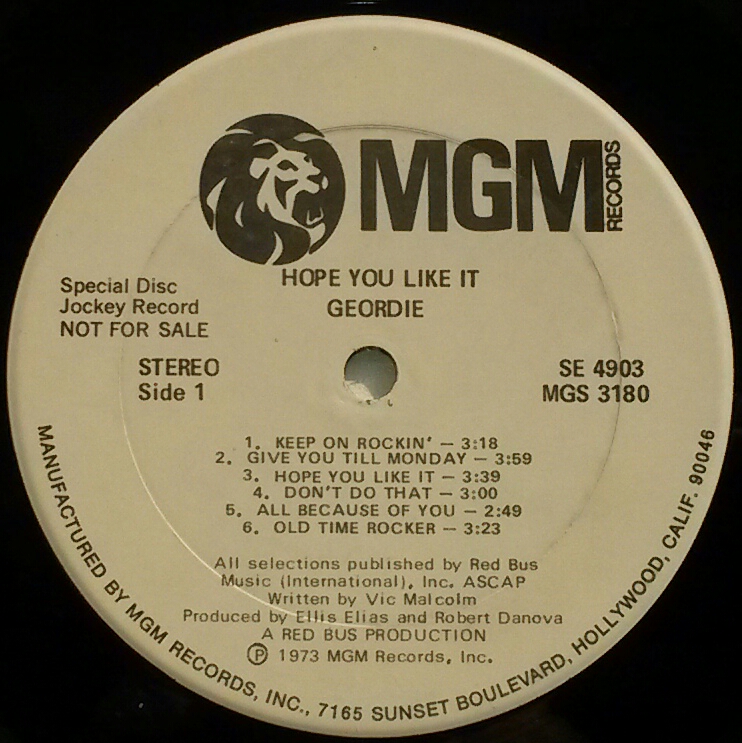 MGM RECORDS
HOPE YOU LIKE IT
GEORDIE
Special Disc
Jockey Record
NOT FOR SALE
STEREO
Side 1
SE 4903
MGS 3180
1. KEEP ON ROCKIN' — 3:18
2. GIVE YOU TILL MONDAY — 3:59
3. HOPE YOU LIKE IT — 3:39
4. DON'T DO THAT — 3:00
5. ALL BECAUSE OF YOU — 2:49
6. OLD TIME ROCKER — 3:23
All selections published by Red Bus
Music (International), Inc. ASCAP
Written by Vic Malcolm
Produced by Ellis Elias and Robert Danova
A RED BUS PRODUCTION
Ⓟ 1973 MGM Records, Inc.
MANUFACTURED BY MGM RECORDS, INC., 7165 SUNSET BOULEVARD, HOLLYWOOD, CALIF. 90046